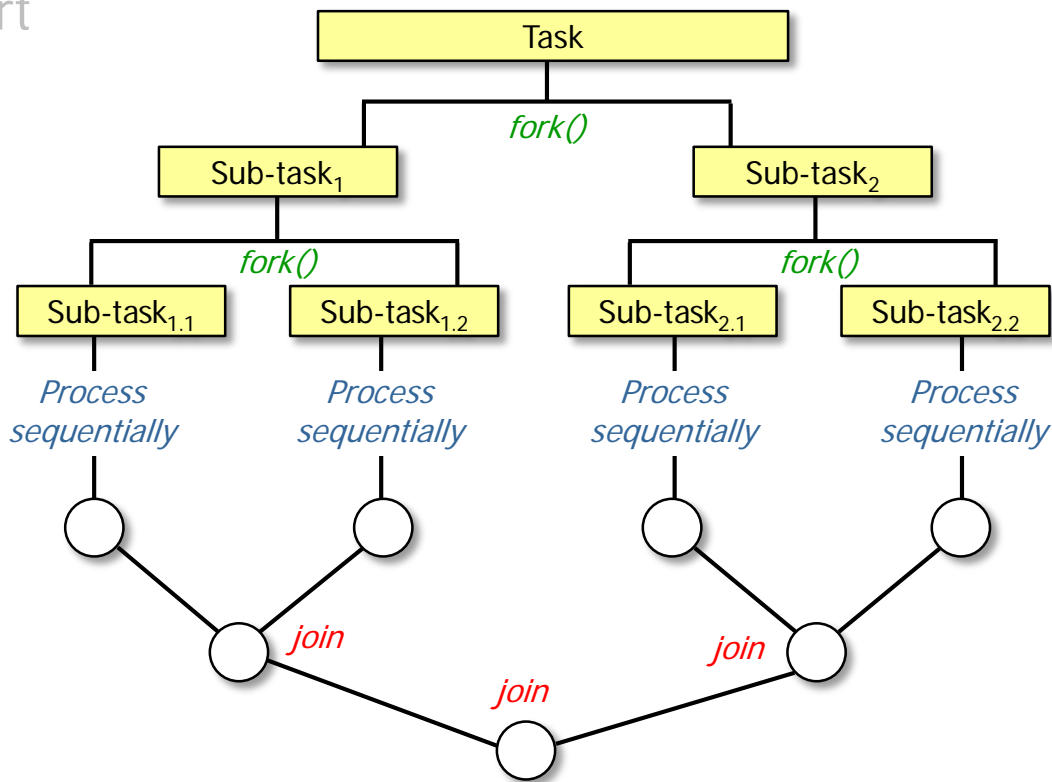 Task
fork()
Sub-task₁ Sub-task₂
fork() fork()
Sub-task₁.₁ Sub-task₁.₂ Sub-task₂.₁ Sub-task₂.₂
Process Process Process Process
sequentially sequentially sequentially sequentially
join join
join